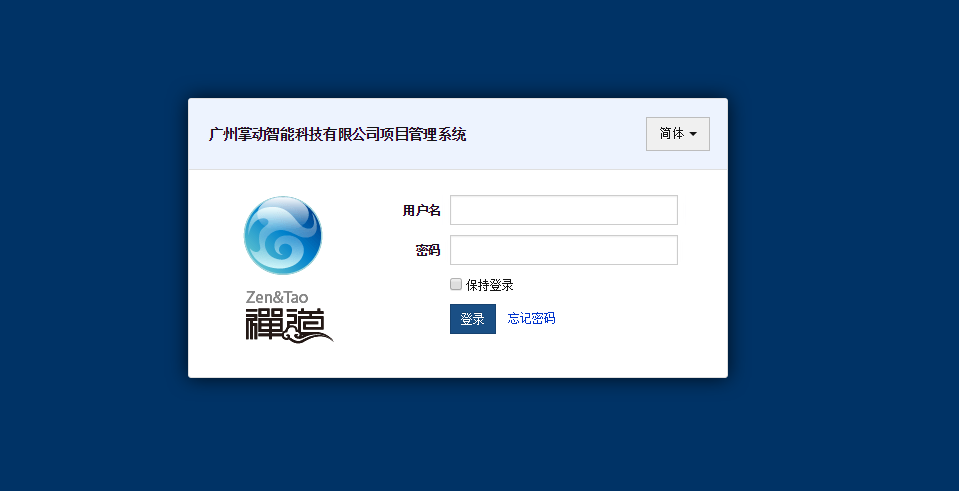 广州掌动智能科技有限公司项目管理系统
简体
用户名
密码
保持登录
登录 忘记密码
Zen&Tao
禪道